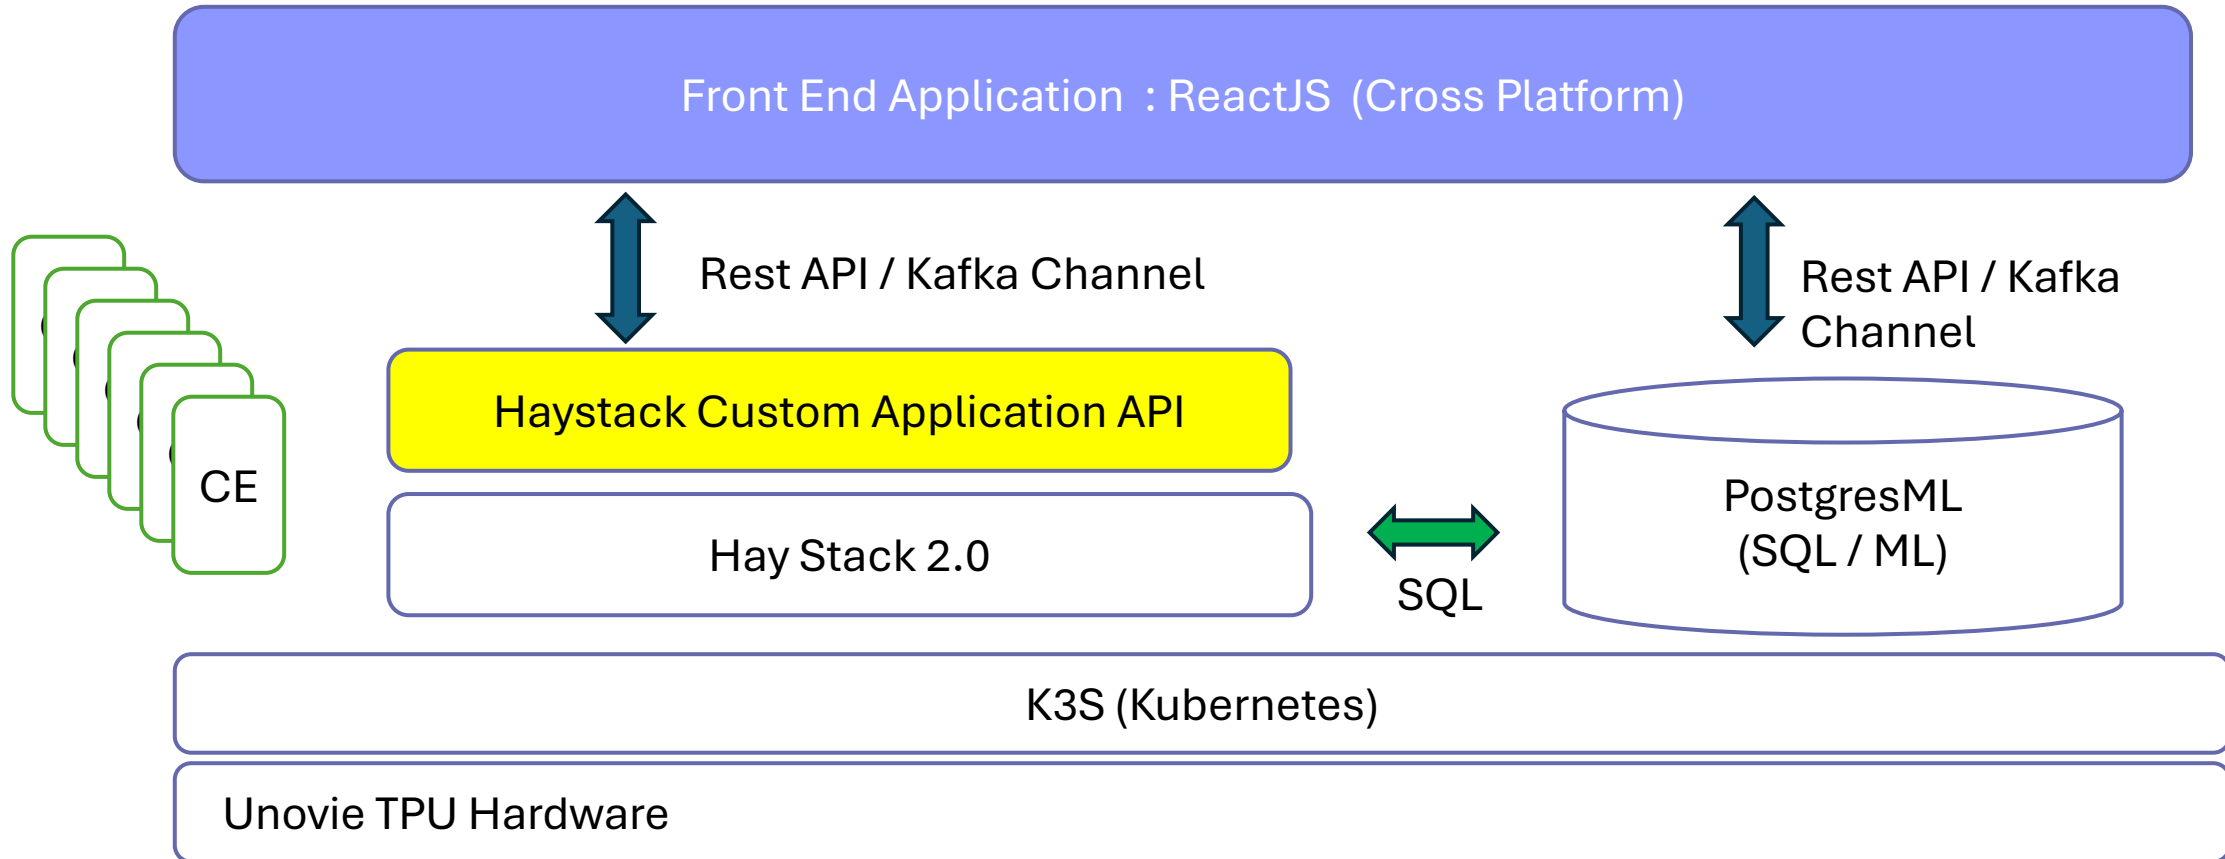 Front End Application : ReactJS (Cross Platform)
Rest API / Kafka Channel
Rest API / Kafka
Channel
Haystack Custom Application API
CE
Hay Stack 2.0
PostgresML
(SQL / ML)
SQL
K3S (Kubernetes)
Unovie TPU Hardware